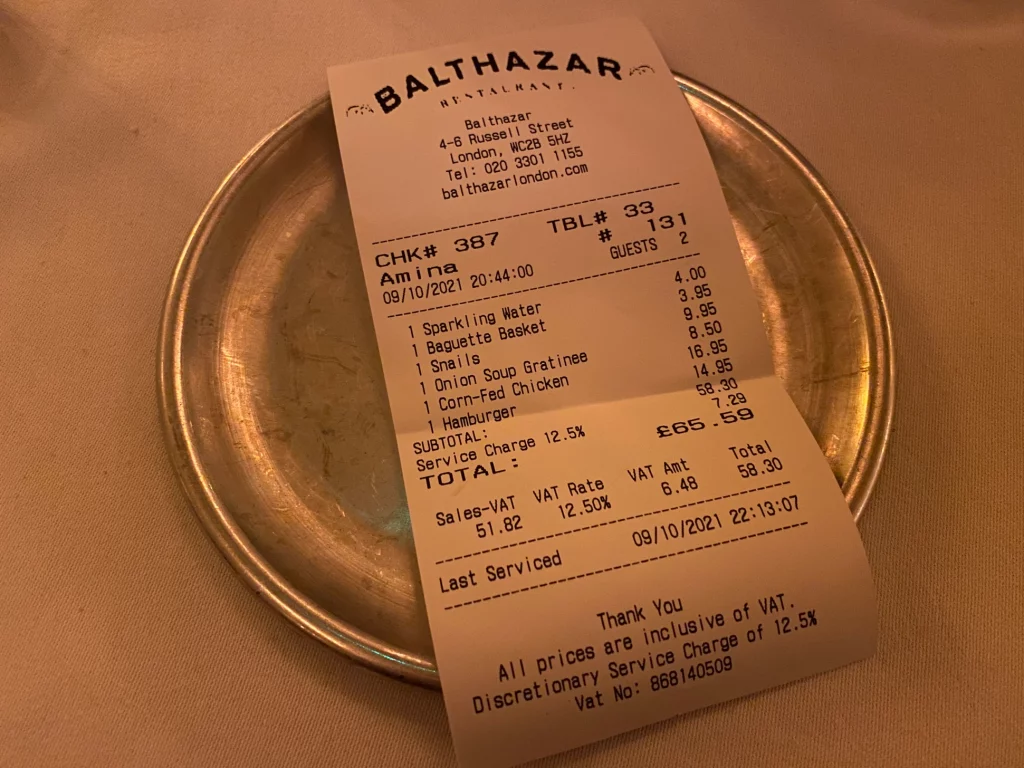 BALTHAZAR
RESTAURANT
Balthazar
4-6 Russell Street
London, WC2B 5HZ
Tel: 020 3301 1155
balthazarlondon.com
CHK# 387 TBL# 33
Amina # 131
09/10/2021 20:44:00 GUESTS 2
1 Sparkling Water 4.00
1 Baguette Basket 3.95
1 Snails 9.95
1 Onion Soup Gratinee 8.50
1 Corn-Fed Chicken 16.95
1 Hamburger 14.95
SUBTOTAL: 58.30
Service Charge 12.5% 7.29
TOTAL: £65.59
Sales-VAT VAT Rate VAT Amt Total
51.82 12.50% 6.48 58.30
Last Serviced 09/10/2021 22:13:07
Thank You
All prices are inclusive of VAT.
Discretionary Service Charge of 12.5%
Vat No: 868140509